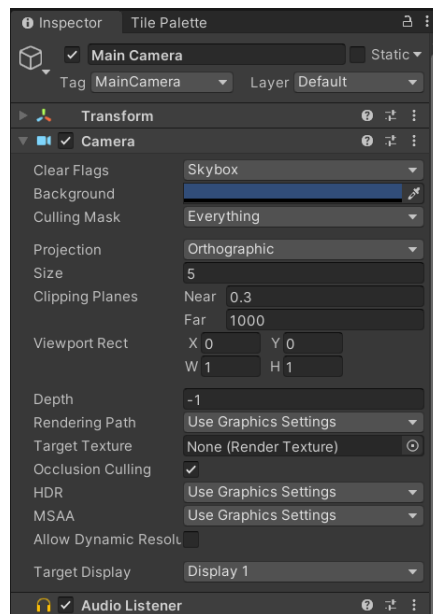 Inspector Tile Palette
Main Camera Static
Tag MainCamera Layer Default
Transform
Camera
Clear Flags Skybox
Background
Culling Mask Everything
Projection Orthographic
Size 5
Clipping Planes Near 0.3
Far 1000
Viewport Rect X 0 Y 0
W 1 H 1
Depth -1
Rendering Path Use Graphics Settings
Target Texture None (Render Texture)
Occlusion Culling
HDR Use Graphics Settings
MSAA Use Graphics Settings
Allow Dynamic Resolu
Target Display Display 1
Audio Listener